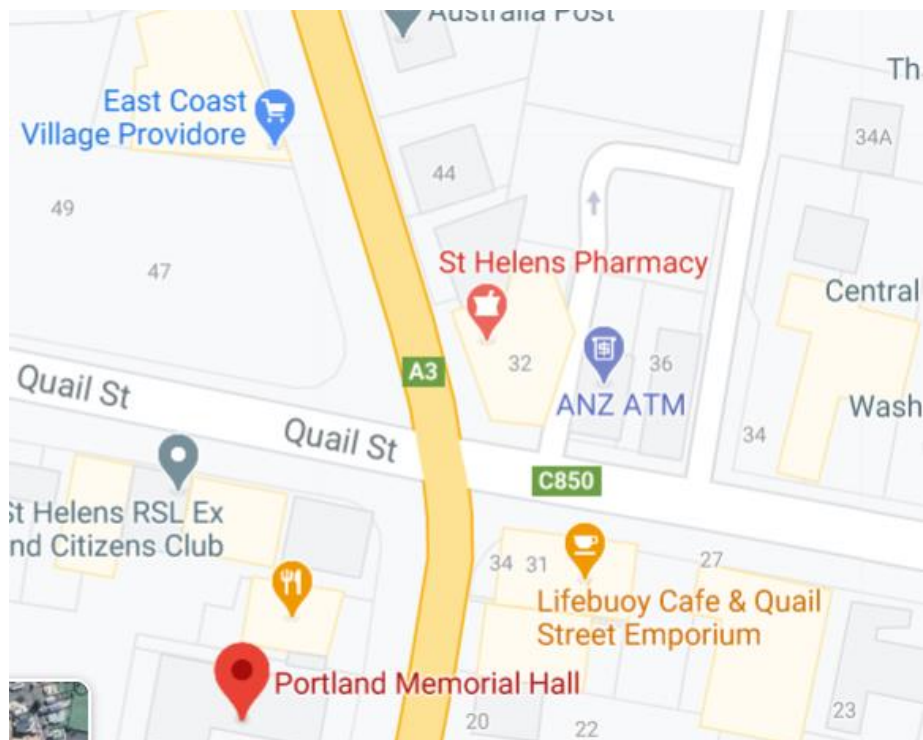 Australia Post
Th
East Coast
Village Providore
34A
44
49
47
St Helens Pharmacy
Central
A3
32
36
Quail St
ANZ ATM
Wash
Quail St
34
C850
St Helens RSL Ex
nd Citizens Club
34
31
27
Lifebuoy Cafe & Quail
Street Emporium
Portland Memorial Hall
20
22
23